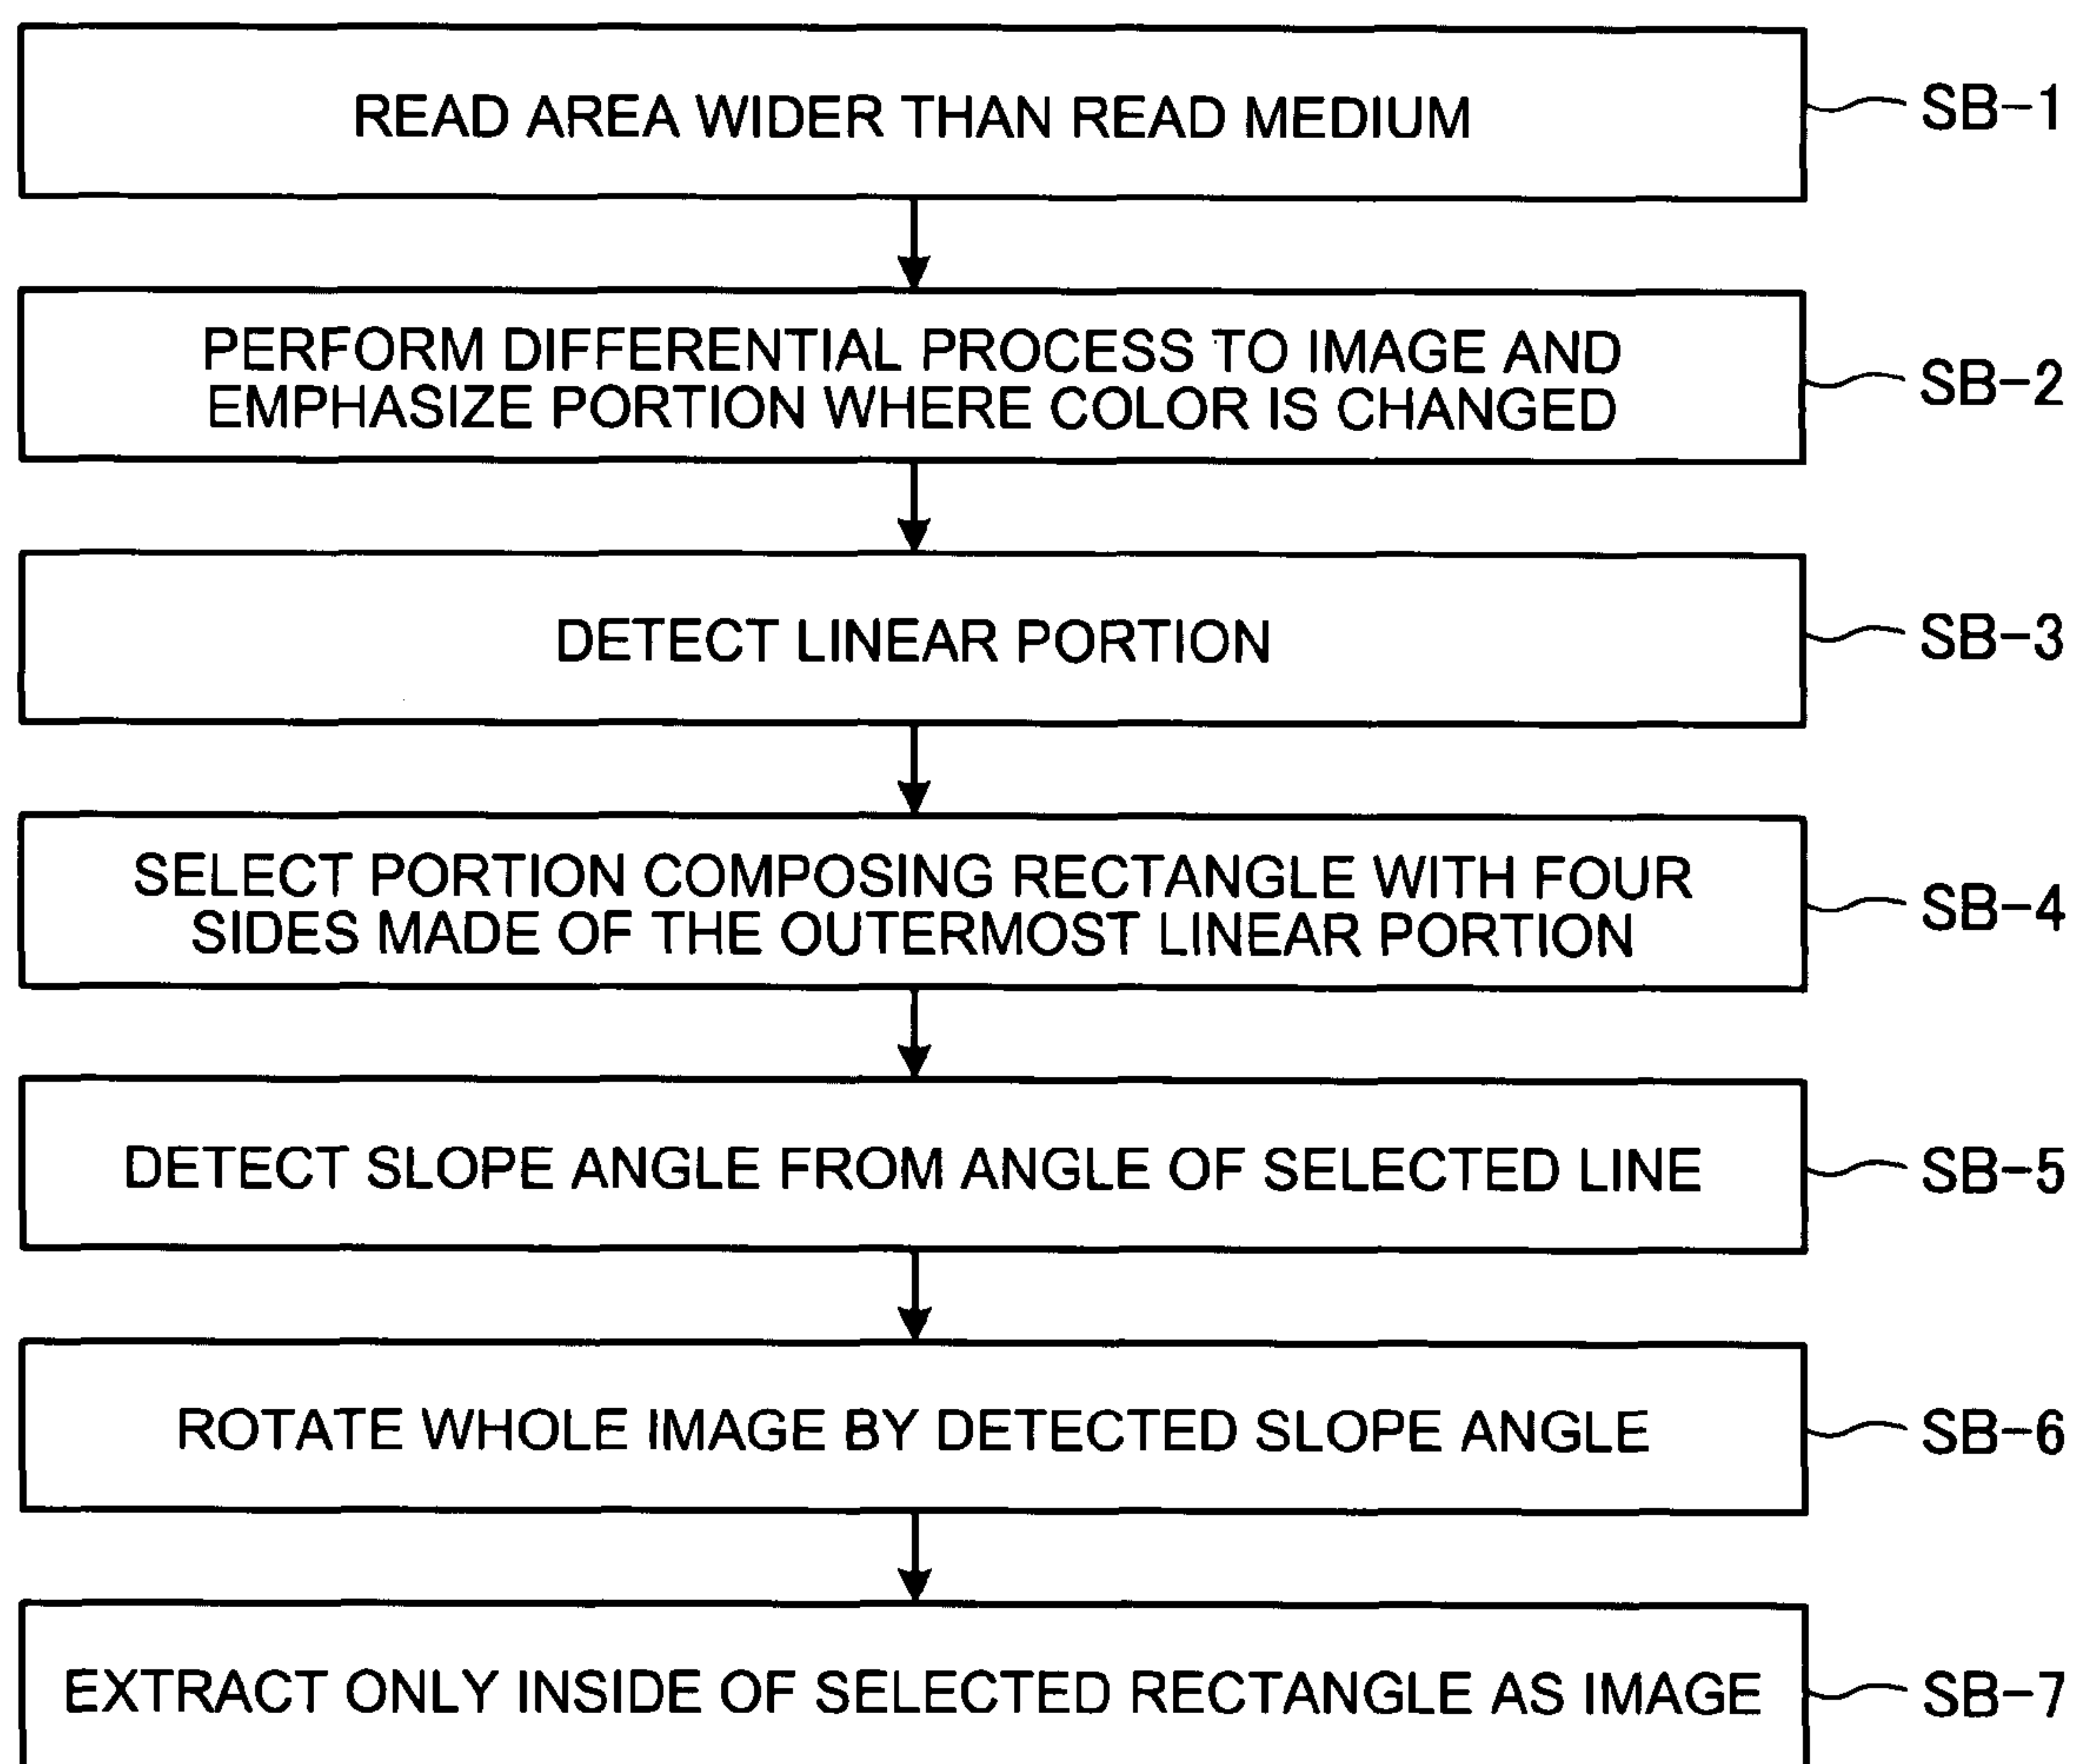 READ AREA WIDER THAN READ MEDIUM
SB-1
PERFORM DIFFERENTIAL PROCESS TO IMAGE AND
EMPHASIZE PORTION WHERE COLOR IS CHANGED
SB-2
DETECT LINEAR PORTION
SB-3
SELECT PORTION COMPOSING RECTANGLE WITH FOUR
SIDES MADE OF THE OUTERMOST LINEAR PORTION
SB-4
DETECT SLOPE ANGLE FROM ANGLE OF SELECTED LINE
SB-5
ROTATE WHOLE IMAGE BY DETECTED SLOPE ANGLE
SB-6
EXTRACT ONLY INSIDE OF SELECTED RECTANGLE AS IMAGE
SB-7